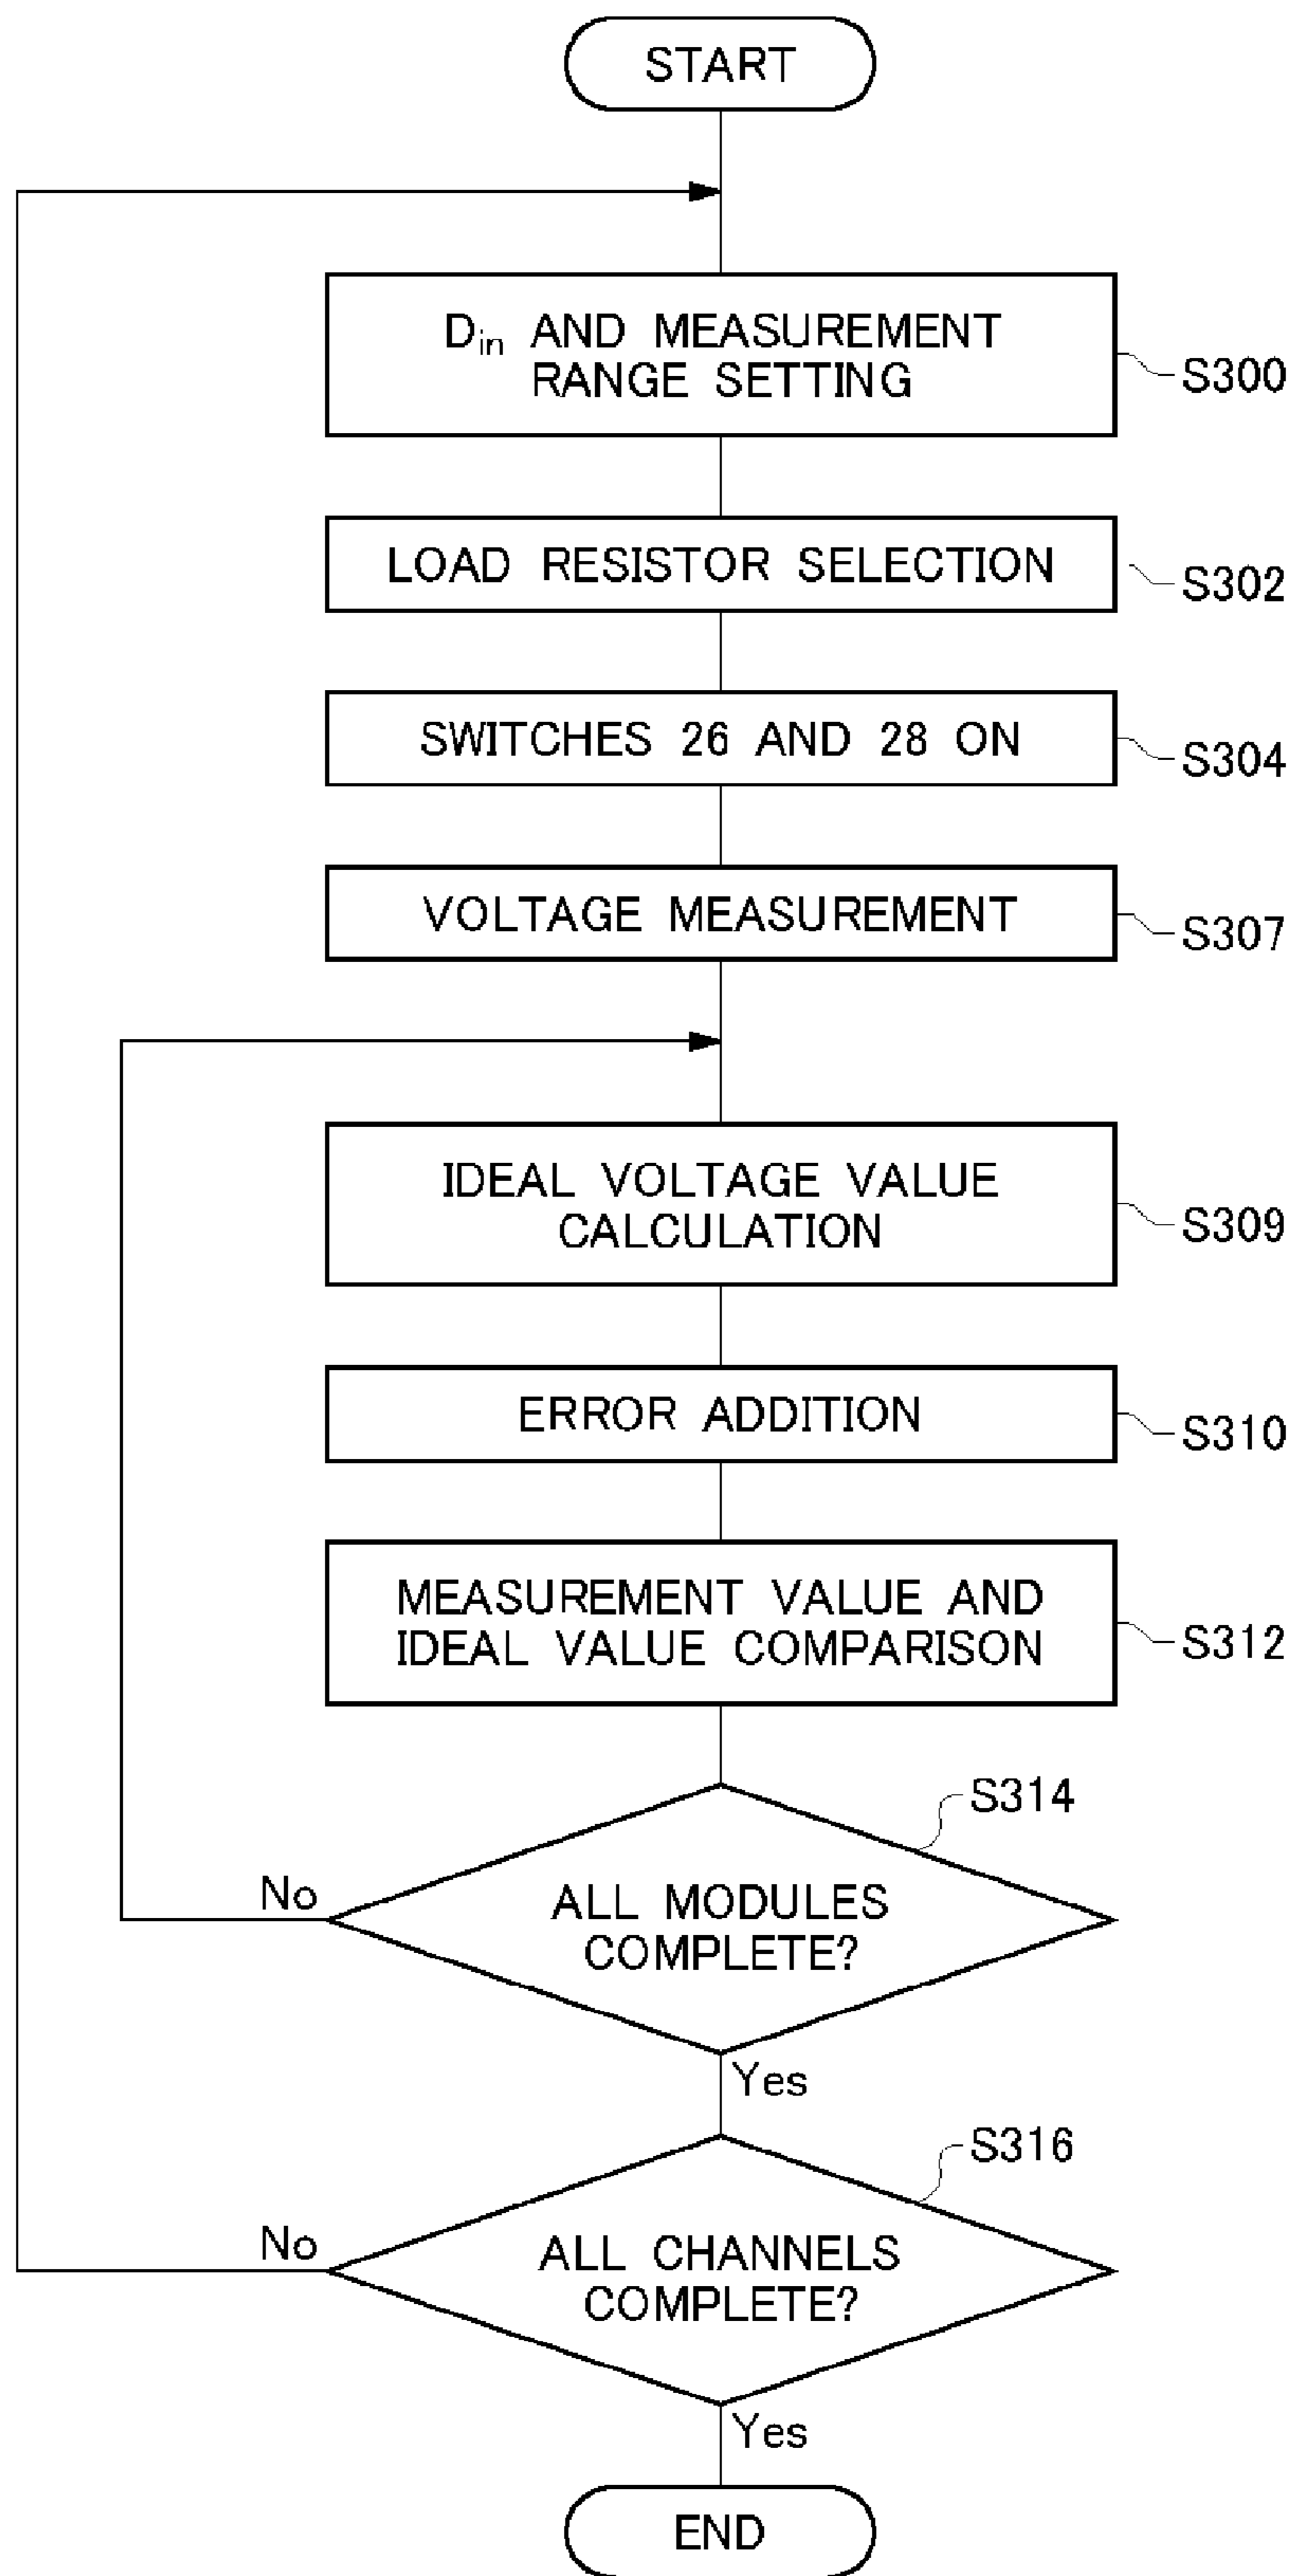 START
Din AND MEASUREMENT
RANGE SETTING
S300
LOAD RESISTOR SELECTION
S302
SWITCHES 26 AND 28 ON
S304
VOLTAGE MEASUREMENT
S307
IDEAL VOLTAGE VALUE
CALCULATION
S309
ERROR ADDITION
S310
MEASUREMENT VALUE AND
IDEAL VALUE COMPARISON
S312
S314
No
ALL MODULES
COMPLETE?
Yes
S316
No
ALL CHANNELS
COMPLETE?
Yes
END